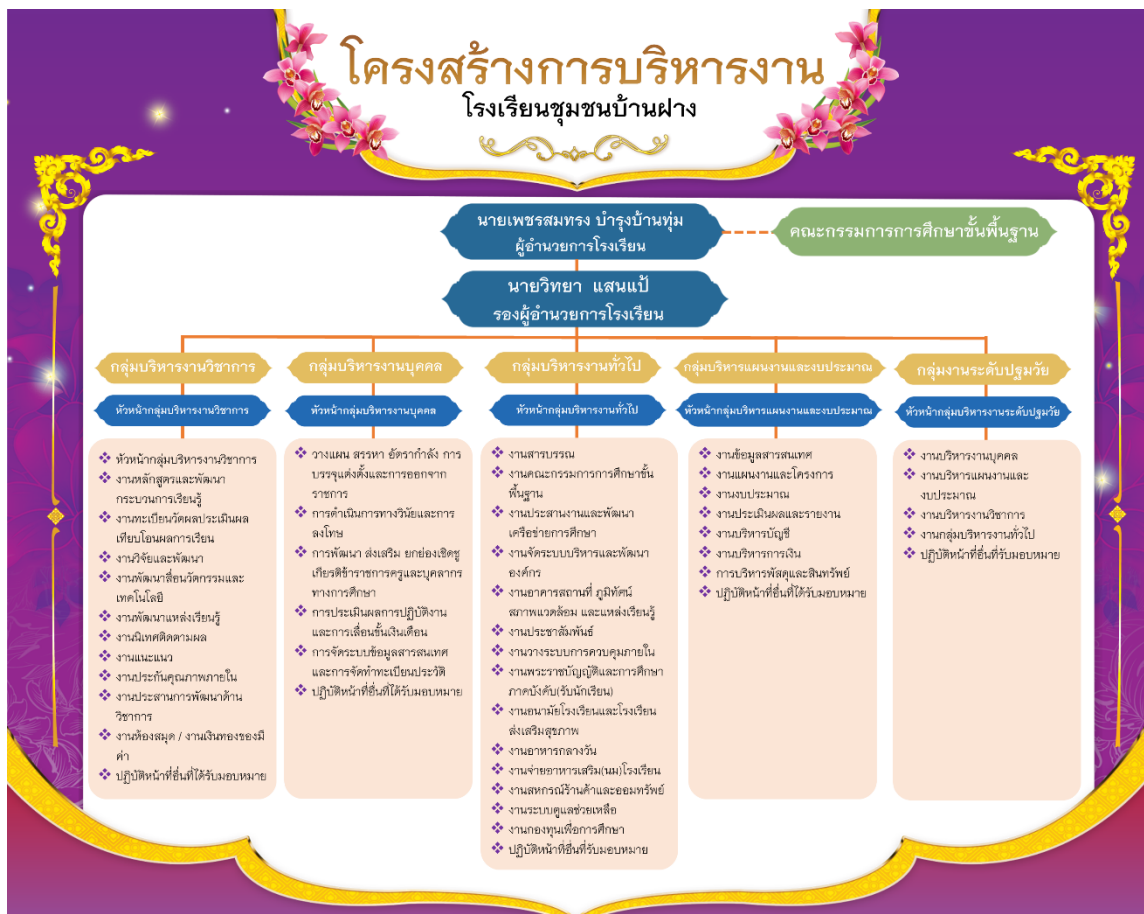 โครงสร้างการบริหารงาน
โรงเรียนชุมชนบ้านฝาง
นายเพชรสมทรง บำรุงบ้านทุ่ม
ผู้อำนวยการโรงเรียน
คณะกรรมการการศึกษาขั้นพื้นฐาน
นายวิทยา แสนแป้
รองผู้อำนวยการโรงเรียน
กลุ่มบริหารงานวิชาการ
หัวหน้ากลุ่มบริหารงานวิชาการ
❖ หัวหน้ากลุ่มบริหารงานวิชาการ
❖ งานหลักสูตรและพัฒนา
กระบวนการเรียนรู้
❖ งานทะเบียนวัดผลประเมินผล
เทียบโอนผลการเรียน
❖ งานวิจัยและพัฒนา
❖ งานพัฒนาสื่อนวัตกรรมและ
เทคโนโลยี
❖ งานพัฒนาแหล่งเรียนรู้
❖ งานนิเทศติดตามผล
❖ งานแนะแนว
❖ งานประกันคุณภาพภายใน
❖ งานประสานการพัฒนาด้าน
วิชาการ
❖ งานห้องสมุด / งานเงินทองของมี
ค่า
❖ ปฏิบัติหน้าที่อื่นที่ได้รับมอบหมาย
กลุ่มบริหารงานบุคคล
หัวหน้ากลุ่มบริหารงานบุคคล
❖ วางแผน สรรหา อัตรากำลัง การ
บรรจุแต่งตั้งและการออกจาก
ราชการ
❖ การดำเนินการทางวินัยและการ
ลงโทษ
❖ การพัฒนา ส่งเสริม ยกย่องเชิดชู
เกียรติข้าราชการครูและบุคลากร
ทางการศึกษา
❖ การประเมินผลการปฏิบัติงาน
และการเลื่อนขั้นเงินเดือน
❖ การจัดระบบข้อมูลสารสนเทศ
และการจัดทำทะเบียนประวัติ
❖ ปฏิบัติหน้าที่อื่นที่ได้รับมอบหมาย
กลุ่มบริหารงานทั่วไป
หัวหน้ากลุ่มบริหารงานทั่วไป
❖ งานสารบรรณ
❖ งานคณะกรรมการการศึกษาขั้น
พื้นฐาน
❖ งานประสานงานและพัฒนา
เครือข่ายการศึกษา
❖ งานจัดระบบบริหารและพัฒนา
องค์กร
❖ งานอาคารสถานที่ ภูมิทัศน์
สภาพแวดล้อม และแหล่งเรียนรู้
❖ งานประชาสัมพันธ์
❖ งานวางระบบการควบคุมภายใน
❖ งานพระราชบัญญัติและการศึกษา
ภาคบังคับ(รับนักเรียน)
❖ งานอนามัยโรงเรียนและโรงเรียน
ส่งเสริมสุขภาพ
❖ งานอาหารกลางวัน
❖ งานจ่ายอาหารเสริม(นม)โรงเรียน
❖ งานสหกรณ์ร้านค้าและออมทรัพย์
❖ งานระบบดูแลช่วยเหลือ
❖ งานกองทุนเพื่อการศึกษา
❖ ปฏิบัติหน้าที่อื่นที่รับมอบหมาย
กลุ่มบริหารแผนงานและงบประมาณ
หัวหน้ากลุ่มบริหารแผนงานและงบประมาณ
❖ งานข้อมูลสารสนเทศ
❖ งานแผนงานและโครงการ
❖ งานงบประมาณ
❖ งานประเมินผลและรายงาน
❖ งานบริหารบัญชี
❖ งานบริหารการเงิน
❖ การบริหารพัสดุและสินทรัพย์
❖ ปฏิบัติหน้าที่อื่นที่ได้รับมอบหมาย
กลุ่มงานระดับปฐมวัย
หัวหน้ากลุ่มบริหารงานระดับปฐมวัย
❖ งานบริหารงานบุคคล
❖ งานบริหารแผนงานและ
งบประมาณ
❖ งานบริหารงานวิชาการ
❖ งานกลุ่มบริหารงานทั่วไป
❖ ปฏิบัติหน้าที่อื่นที่รับมอบหมาย